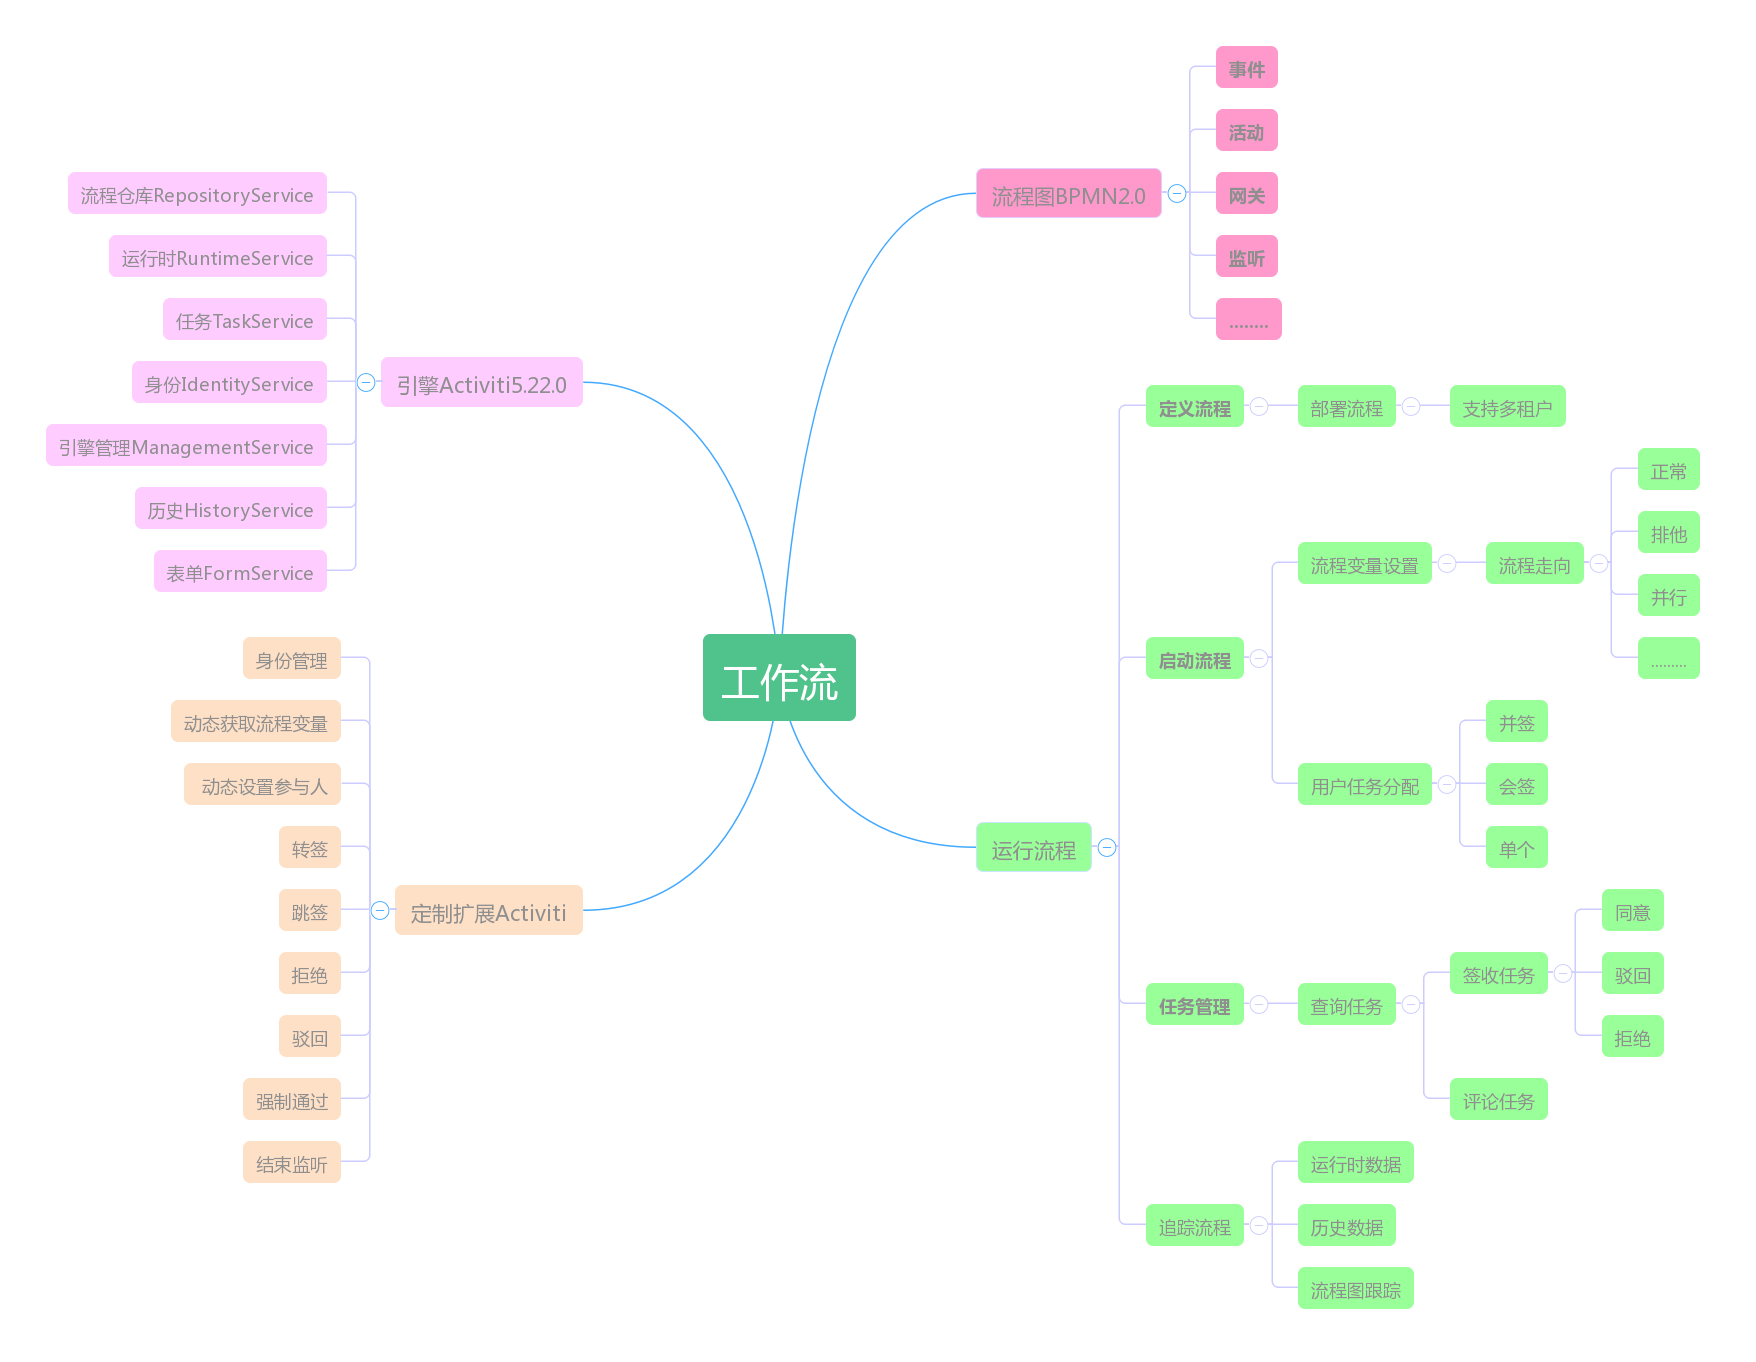 工作流
流程图BPMN2.0
事件
活动
网关
监听
........
运行流程
定义流程
部署流程
支持多租户
启动流程
流程变量设置
流程走向
正常
排他
并行
.........
用户任务分配
并签
会签
单个
任务管理
查询任务
签收任务
同意
驳回
拒绝
评论任务
追踪流程
运行时数据
历史数据
流程图跟踪
引擎Activiti5.22.0
流程仓库RepositoryService
运行时RuntimeService
任务TaskService
身份IdentityService
引擎管理ManagementService
历史HistoryService
表单FormService
定制扩展Activiti
身份管理
动态获取流程变量
动态设置参与人
转签
跳签
拒绝
驳回
强制通过
结束监听